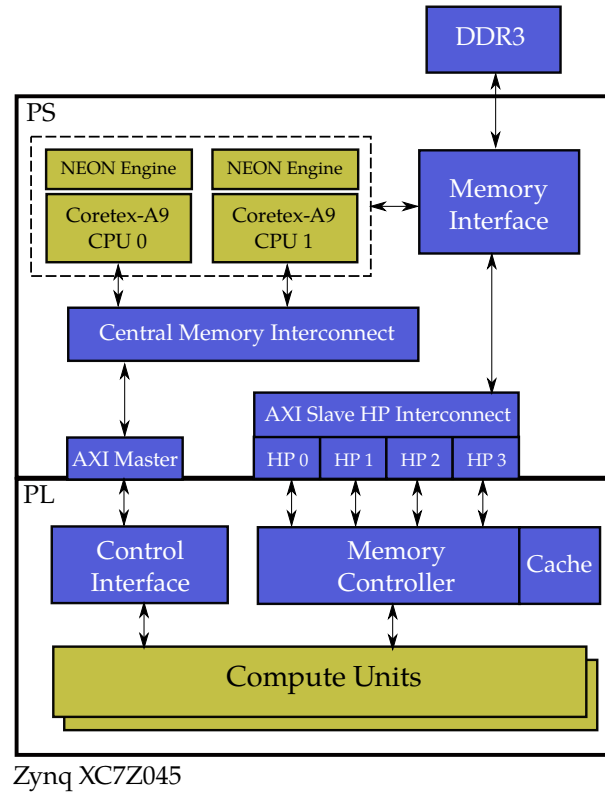 DDR3
PS
NEON Engine
NEON Engine
Coretex-A9
CPU 0
Coretex-A9
CPU 1
Memory
Interface
Central Memory Interconnect
AXI Slave HP Interconnect
AXI Master
HP 0
HP 1
HP 2
HP 3
PL
Control
Interface
Memory
Controller
Cache
Compute Units
Zynq XC7Z045